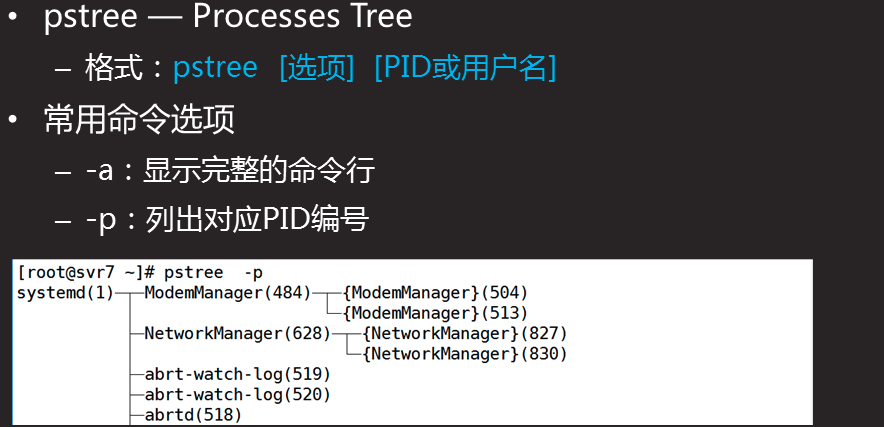 • pstree — Processes Tree
– 格式：pstree [选项] [PID或用户名]
• 常用命令选项
– -a：显示完整的命令行
– -p：列出对应PID编号
[root@svr7 ~]# pstree  -p
systemd(1)─┬─ModemManager(484)─┬─{ModemManager}(504)
           │                   └─{ModemManager}(513)
           ├─NetworkManager(628)─┬─{NetworkManager}(827)
           │                     └─{NetworkManager}(830)
           ├─abrt-watch-log(519)
           ├─abrt-watch-log(520)
           ├─abrtd(518)